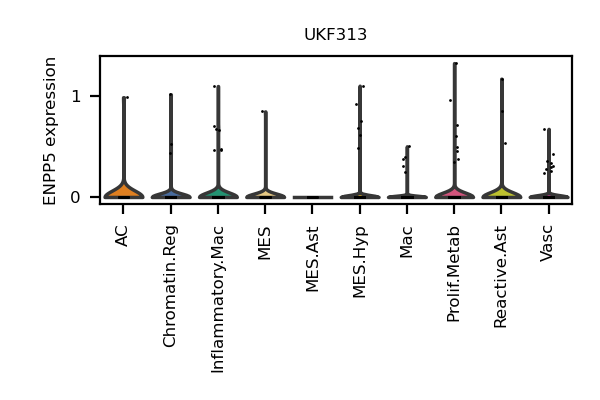 UKF313
ENPP5 expression
1
0
AC
Chromatin.Reg
Inflammatory.Mac
MES
MES.Ast
MES.Hyp
Mac
Prolif.Metab
Reactive.Ast
Vasc